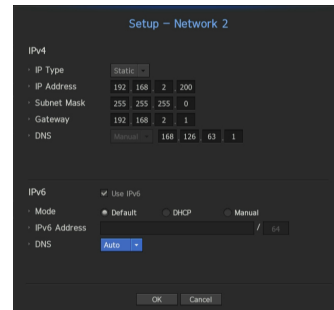 Setup – Network 2
IPv4
IP Type Static
IP Address 192 168 2 200
Subnet Mask 255 255 255 0
Gateway 192 168 2 1
DNS Manual 168 126 63 1
IPv6 Use IPv6
Mode Default DHCP Manual
IPv6 Address / 64
DNS Auto
OK Cancel